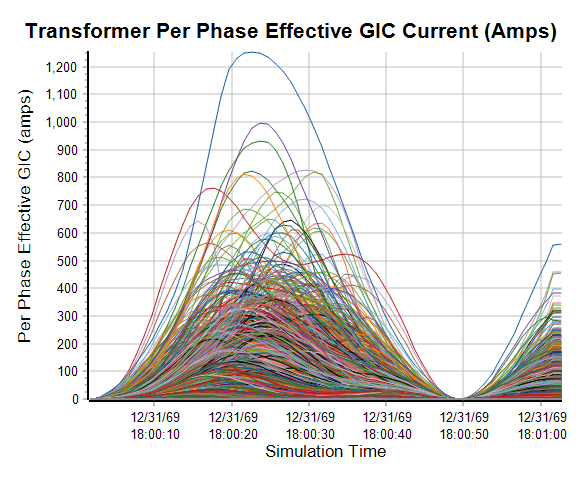 Transformer Per Phase Effective GIC Current (Amps)
Per Phase Effective GIC (amps)
1,200
1,100
1,000
900
800
700
600
500
400
300
200
100
0
12/31/69 12/31/69 12/31/69 12/31/69 12/31/69 12/31/69
18:00:10 18:00:20 18:00:30 18:00:40 18:00:50 18:01:00
Simulation Time